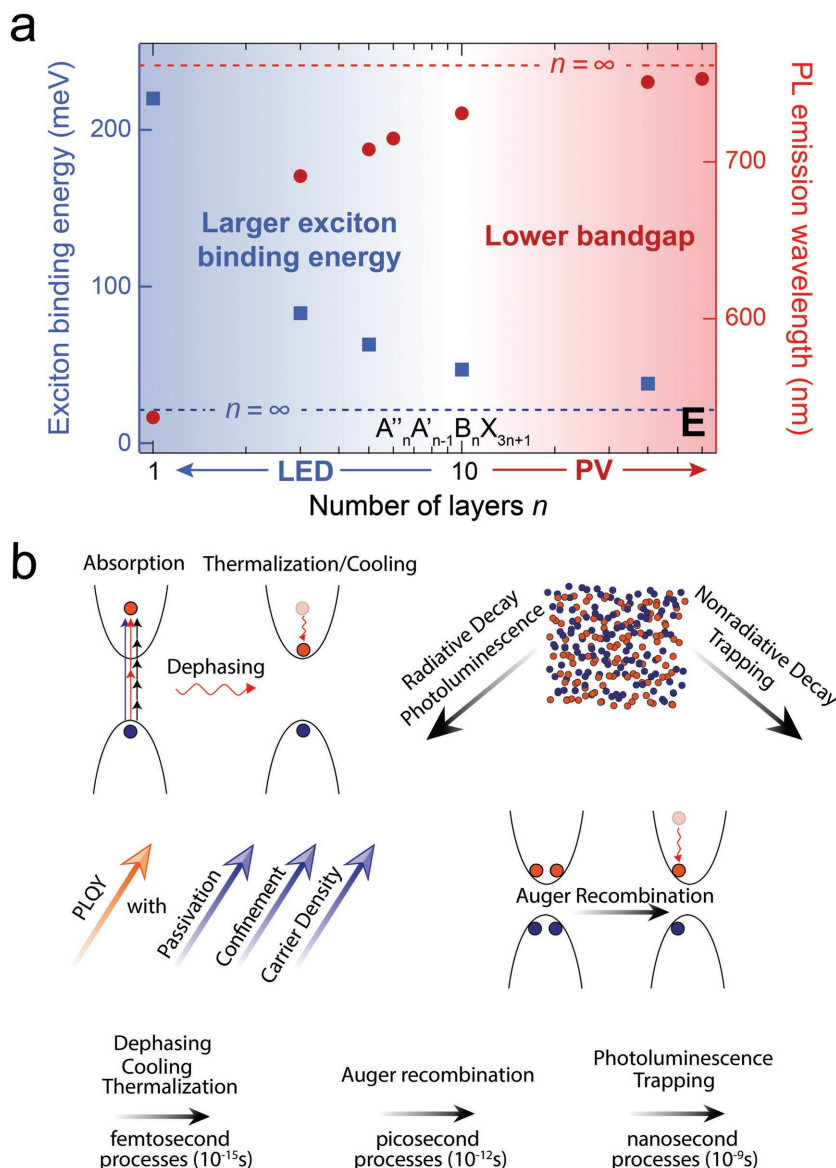 a
n = ∞
200
100
0
Exciton binding energy (meV)
700
600
PL emission wavelength (nm)
Larger exciton
binding energy
Lower bandgap
n = ∞
A''nA'n-1BnX3n+1
E
1
10
LED
PV
Number of layers n
b
Absorption
Thermalization/Cooling
Dephasing
Radiative Decay
Photoluminescence
Nonradiative Decay
Trapping
PLQY
with
Passivation
Confinement
Carrier Density
Auger Recombination
Dephasing
Cooling
Thermalization
femtosecond
processes (10⁻¹⁵s)
Auger recombination
picosecond
processes (10⁻¹²s)
Photoluminescence
Trapping
nanosecond
processes (10⁻⁹s)